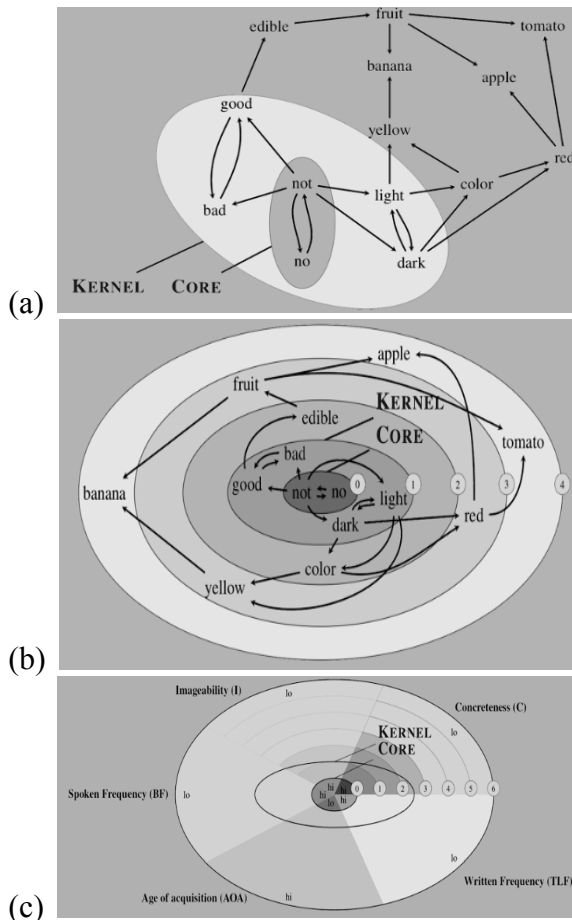 fruit
edible
tomato
banana
apple
good
yellow
red
not
light
color
bad
no
dark
KERNEL CORE
(a)
apple
fruit
KERNEL
edible
CORE
tomato
bad
banana
good
not
no
0
light
1
2
3
4
dark
red
color
yellow
(b)
Imageability (I)
lo
Concreteness (C)
lo
KERNEL
CORE
Spoken Frequency (BF)
lo
hi
hi
hi
hi
lo
0
1
2
3
4
5
6
lo
Age of acquisition (AOA)
hi
Written Frequency (TLF)
(c)